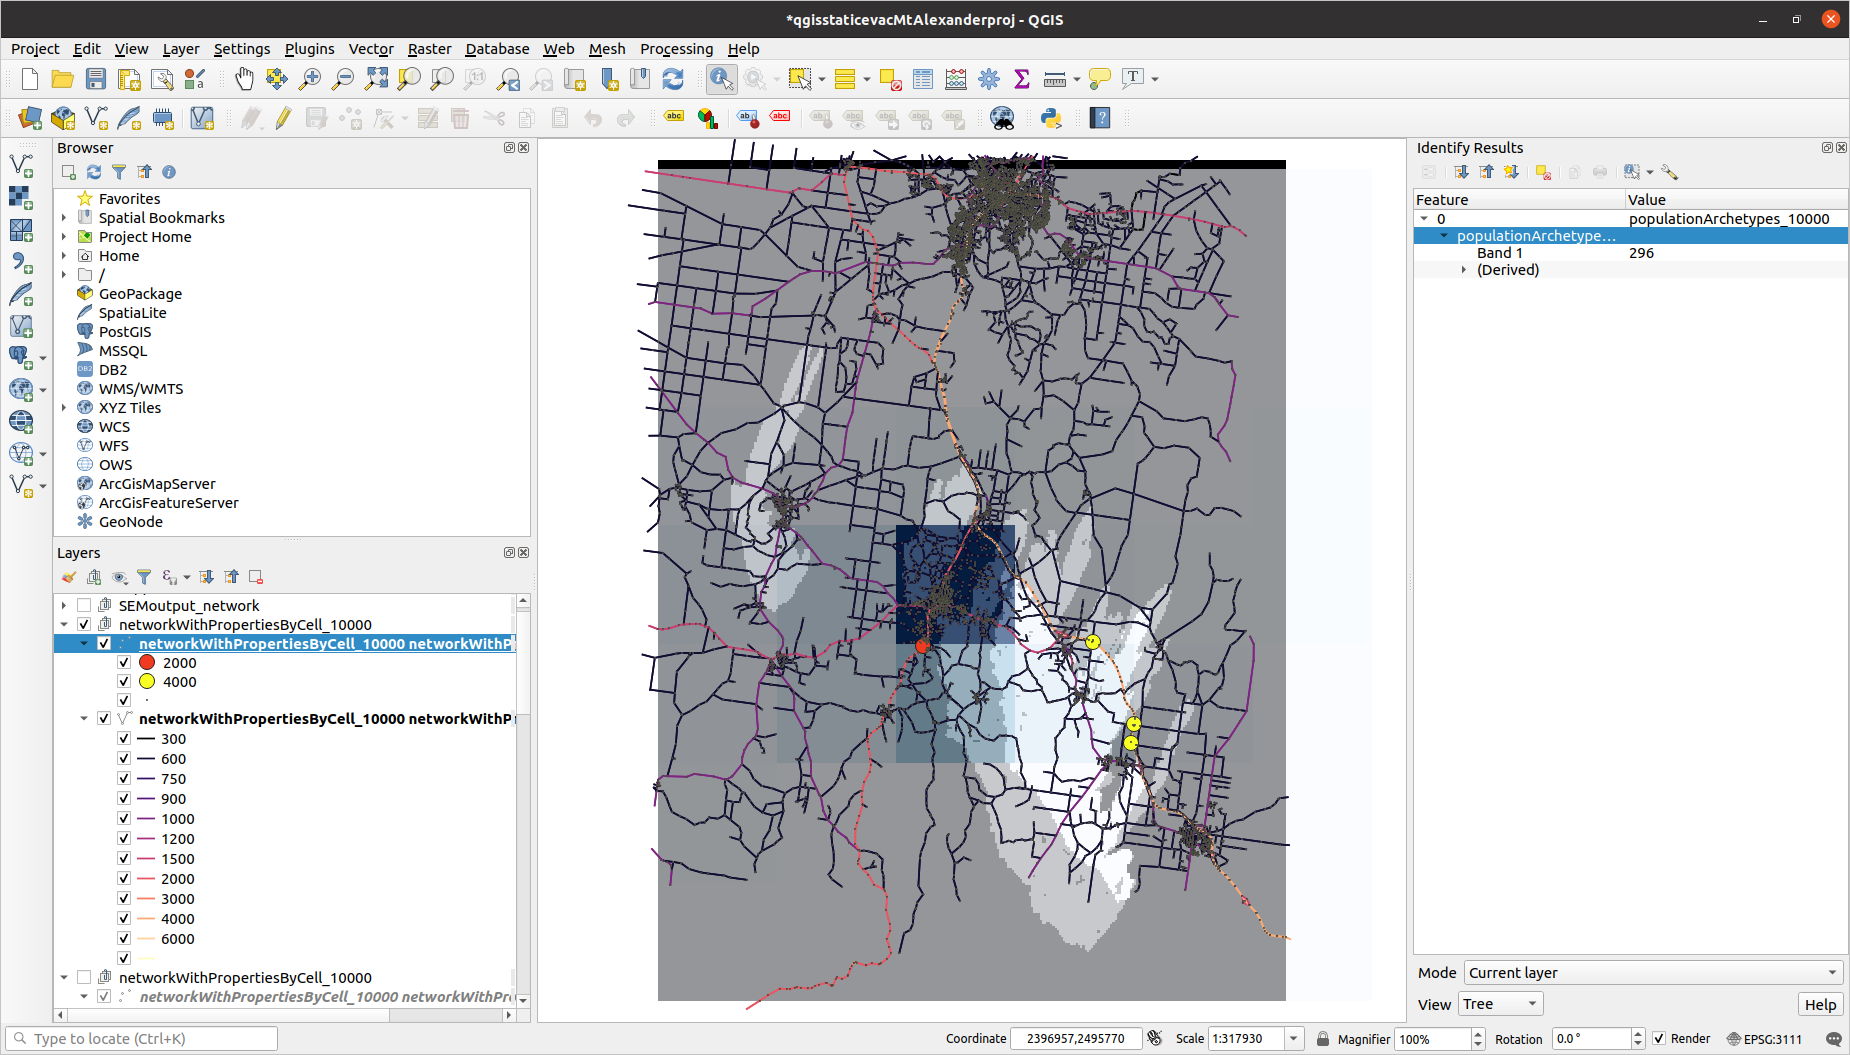 *qgisstaticevacMtAlexanderproj - QGIS
Project Edit View Layer Settings Plugins Vector Raster Database Web Mesh Processing Help
Browser
Favorites
Spatial Bookmarks
Project Home
Home
/
GeoPackage
SpatiaLite
PostGIS
MSSQL
DB2
WMS/WMTS
XYZ Tiles
WCS
WFS
OWS
ArcGisMapServer
ArcGisFeatureServer
GeoNode
Layers
SEMoutput_network
networkWithPropertiesByCell_10000
networkWithPropertiesByCell_10000 networkWithP
2000
4000
networkWithPropertiesByCell_10000 networkWithP
300
600
750
900
1000
1200
1500
2000
3000
4000
6000
networkWithPropertiesByCell_10000
networkWithPropertiesByCell_10000 networkWithPr
Identify Results
Feature Value
0 populationArchetypes_10000
populationArchetype...
Band 1 296
(Derived)
Mode Current layer
View Tree Help
Type to locate (Ctrl+K)
Coordinate 2396957,2495770 Scale 1:317930 Magnifier 100% Rotation 0.0 ° Render EPSG:3111